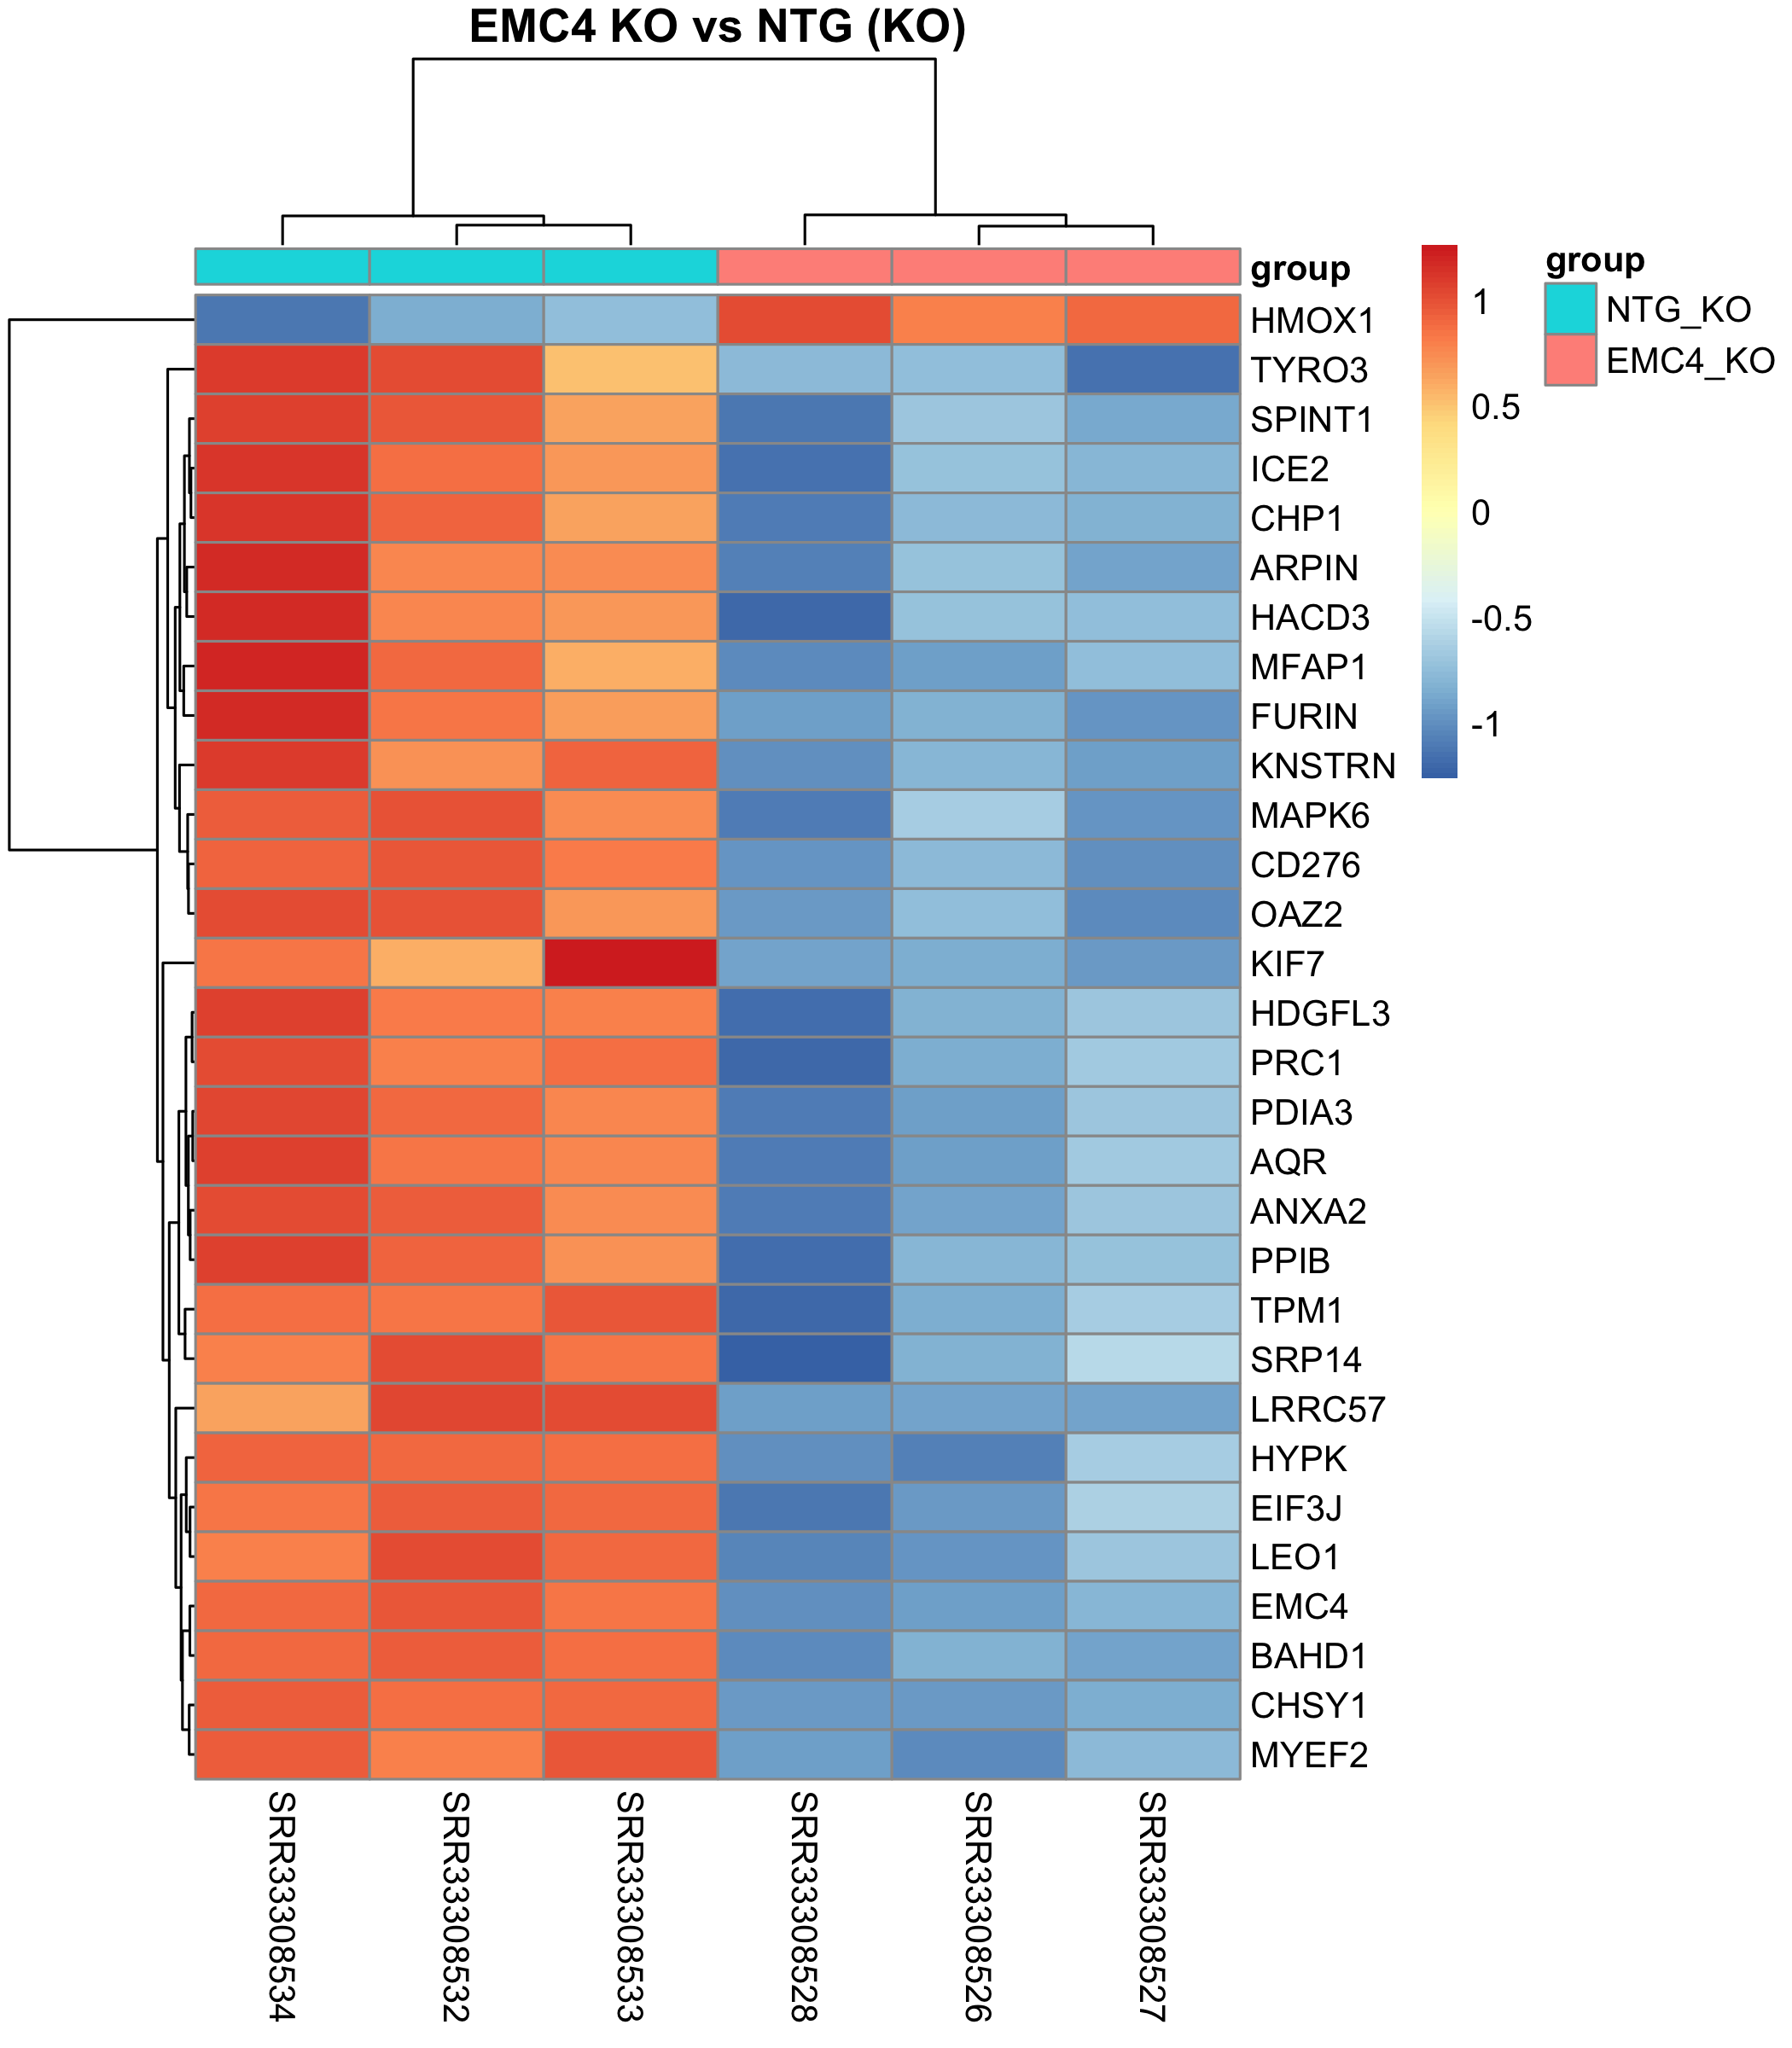 EMC4 KO vs NTG (KO)
group
HMOX1
TYRO3
SPINT1
ICE2
CHP1
ARPIN
HACD3
MFAP1
FURIN
KNSTRN
MAPK6
CD276
OAZ2
KIF7
HDGFL3
PRC1
PDIA3
AQR
ANXA2
PPIB
TPM1
SRP14
LRRC57
HYPK
EIF3J
LEO1
EMC4
BAHD1
CHSY1
MYEF2
1
0.5
0
-0.5
-1
group
NTG_KO
EMC4_KO
SRR33308534
SRR33308532
SRR33308533
SRR33308528
SRR33308526
SRR33308527